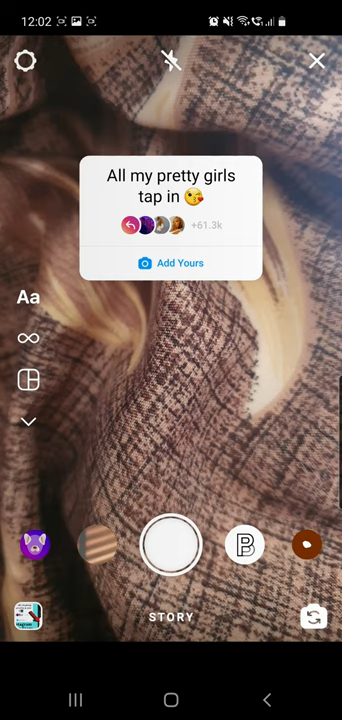 12:02
All my pretty girls
tap in 😘
+61.3k
Add Yours
Aa
B
STORY